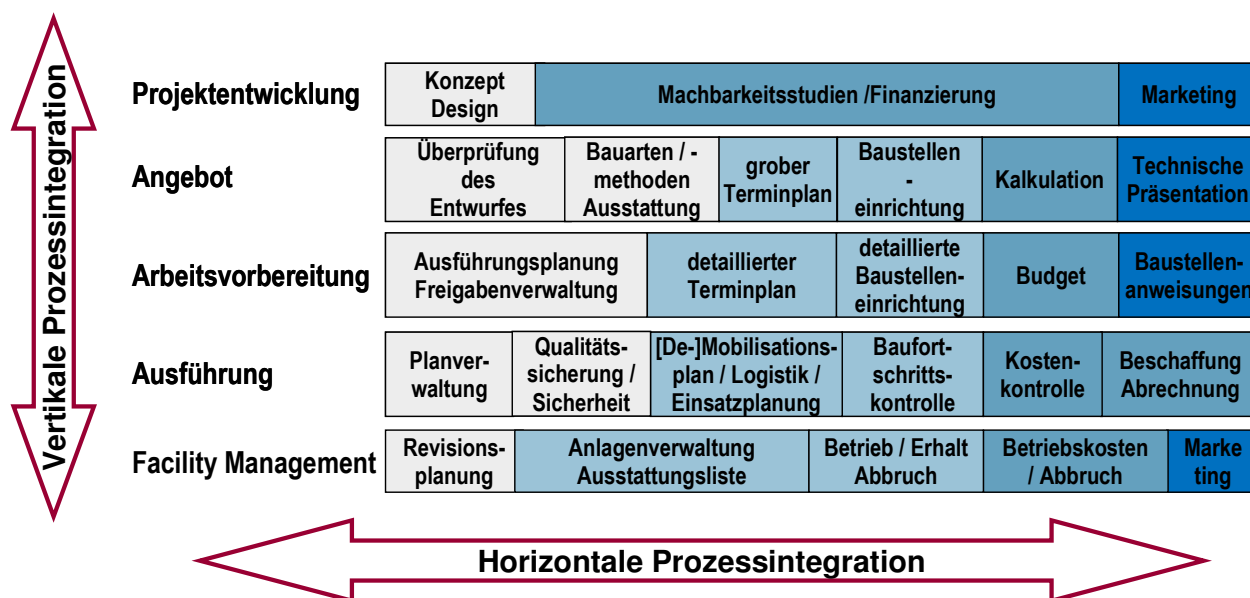 Vertikale Prozessintegration
Projektentwicklung
Konzept
Design
Machbarkeitsstudien /Finanzierung
Marketing
Angebot
Überprüfung
des
Entwurfes
Bauarten / -
methoden
Ausstattung
grober
Terminplan
Baustellen
-
einrichtung
Kalkulation
Technische
Präsentation
Arbeitsvorbereitung
Ausführungsplanung
Freigabenverwaltung
detaillierter
Terminplan
detaillierte
Baustellen-
einrichtung
Budget
Baustellen-
anweisungen
Ausführung
Planver-
waltung
Qualitäts-
sicherung /
Sicherheit
[De-]Mobilisations-
plan / Logistik /
Einsatzplanung
Baufort-
schritts-
kontrolle
Kosten-
kontrolle
Beschaffung
Abrechnung
Facility Management
Revisions-
planung
Anlagenverwaltung
Ausstattungsliste
Betrieb / Erhalt
Abbruch
Betriebskosten
/ Abbruch
Marke
ting
Horizontale Prozessintegration